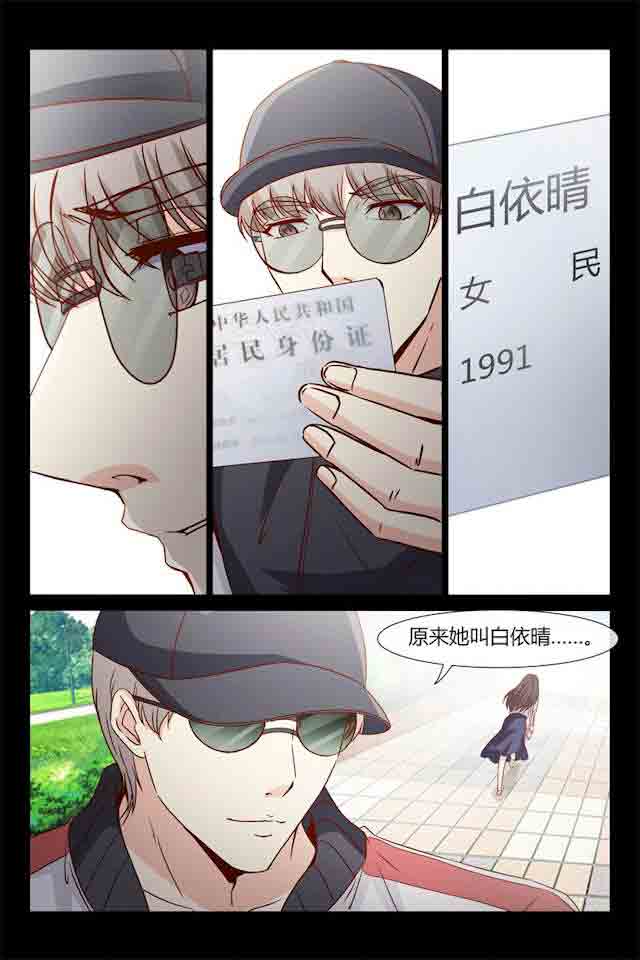 中华人民共和国
居民身份证
白依晴
女 民
1991
原来她叫白依晴......。